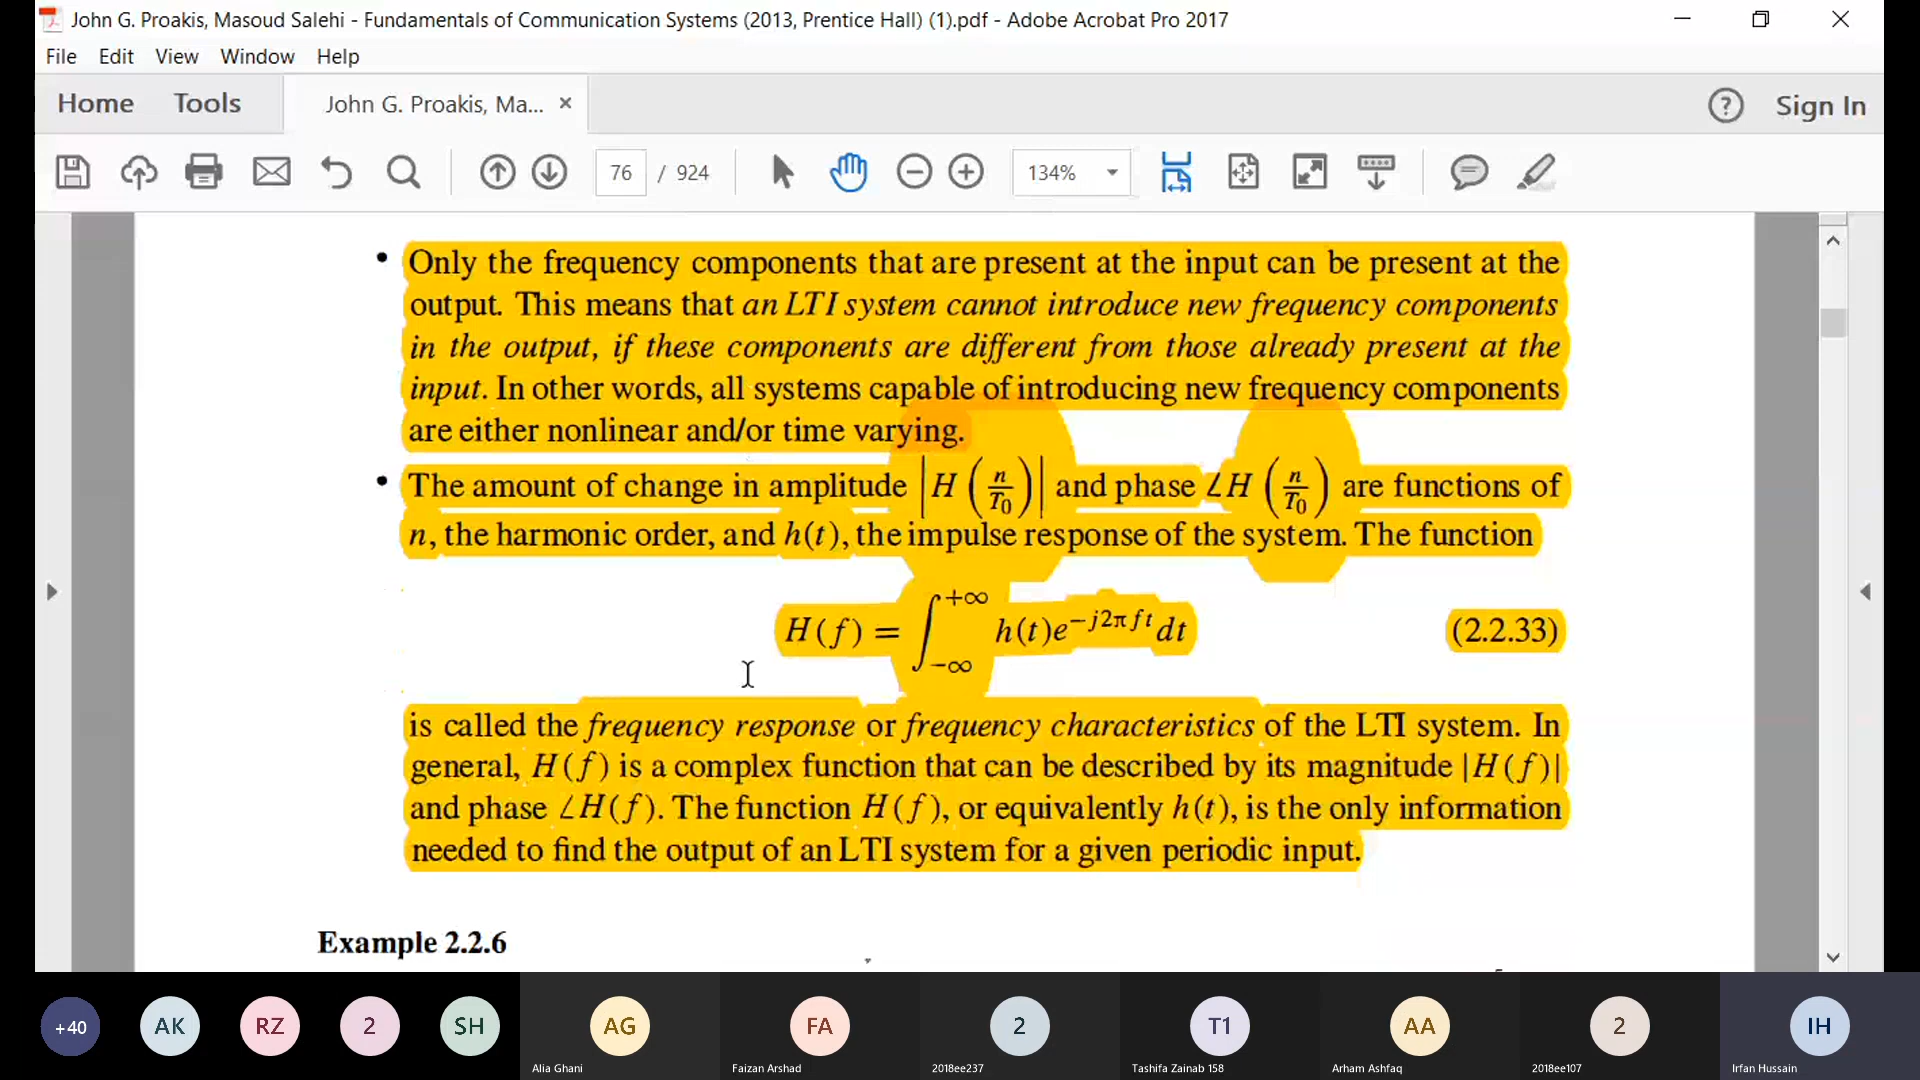 John G. Proakis, Masoud Salehi - Fundamentals of Communication Systems (2013, Prentice Hall) (1).pdf - Adobe Acrobat Pro 2017
File Edit View Window Help
Home Tools John G. Proakis, Ma... × ? Sign In
76 / 924 134%
• Only the frequency components that are present at the input can be present at the
output. This means that an LTI system cannot introduce new frequency components
in the output, if these components are different from those already present at the
input. In other words, all systems capable of introducing new frequency components
are either nonlinear and/or time varying.
• The amount of change in amplitude |H(n/T₀)| and phase ∠H(n/T₀) are functions of
n, the harmonic order, and h(t), the impulse response of the system. The function
H(f) = ∫_{−∞}^{+∞} h(t)e^{−j2πft}dt (2.2.33)
is called the frequency response or frequency characteristics of the LTI system. In
general, H(f) is a complex function that can be described by its magnitude |H(f)|
and phase ∠H(f). The function H(f), or equivalently h(t), is the only information
needed to find the output of an LTI system for a given periodic input.
Example 2.2.6
+40 AK RZ 2 SH AG FA 2 T1 AA 2 IH
Alia Ghani Faizan Arshad 2018ee237 Tashifa Zainab 158 Arham Ashfaq 2018ee107 Irfan Hussain